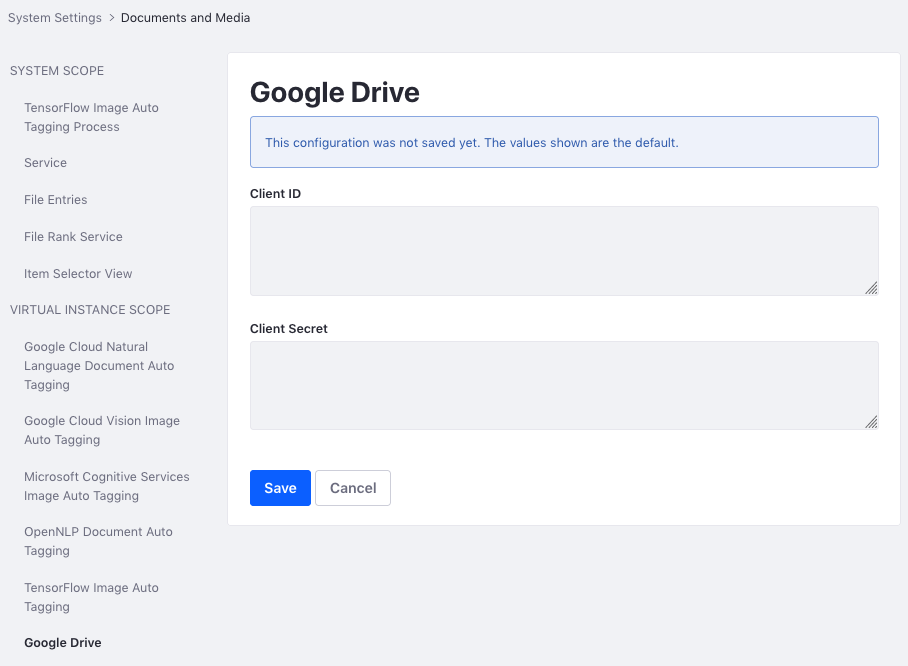 System Settings > Documents and Media
SYSTEM SCOPE
TensorFlow Image Auto
Tagging Process
Service
File Entries
File Rank Service
Item Selector View
VIRTUAL INSTANCE SCOPE
Google Cloud Natural
Language Document Auto
Tagging
Google Cloud Vision Image
Auto Tagging
Microsoft Cognitive Services
Image Auto Tagging
OpenNLP Document Auto
Tagging
TensorFlow Image Auto
Tagging
Google Drive
Google Drive
This configuration was not saved yet. The values shown are the default.
Client ID
Client Secret
Save
Cancel